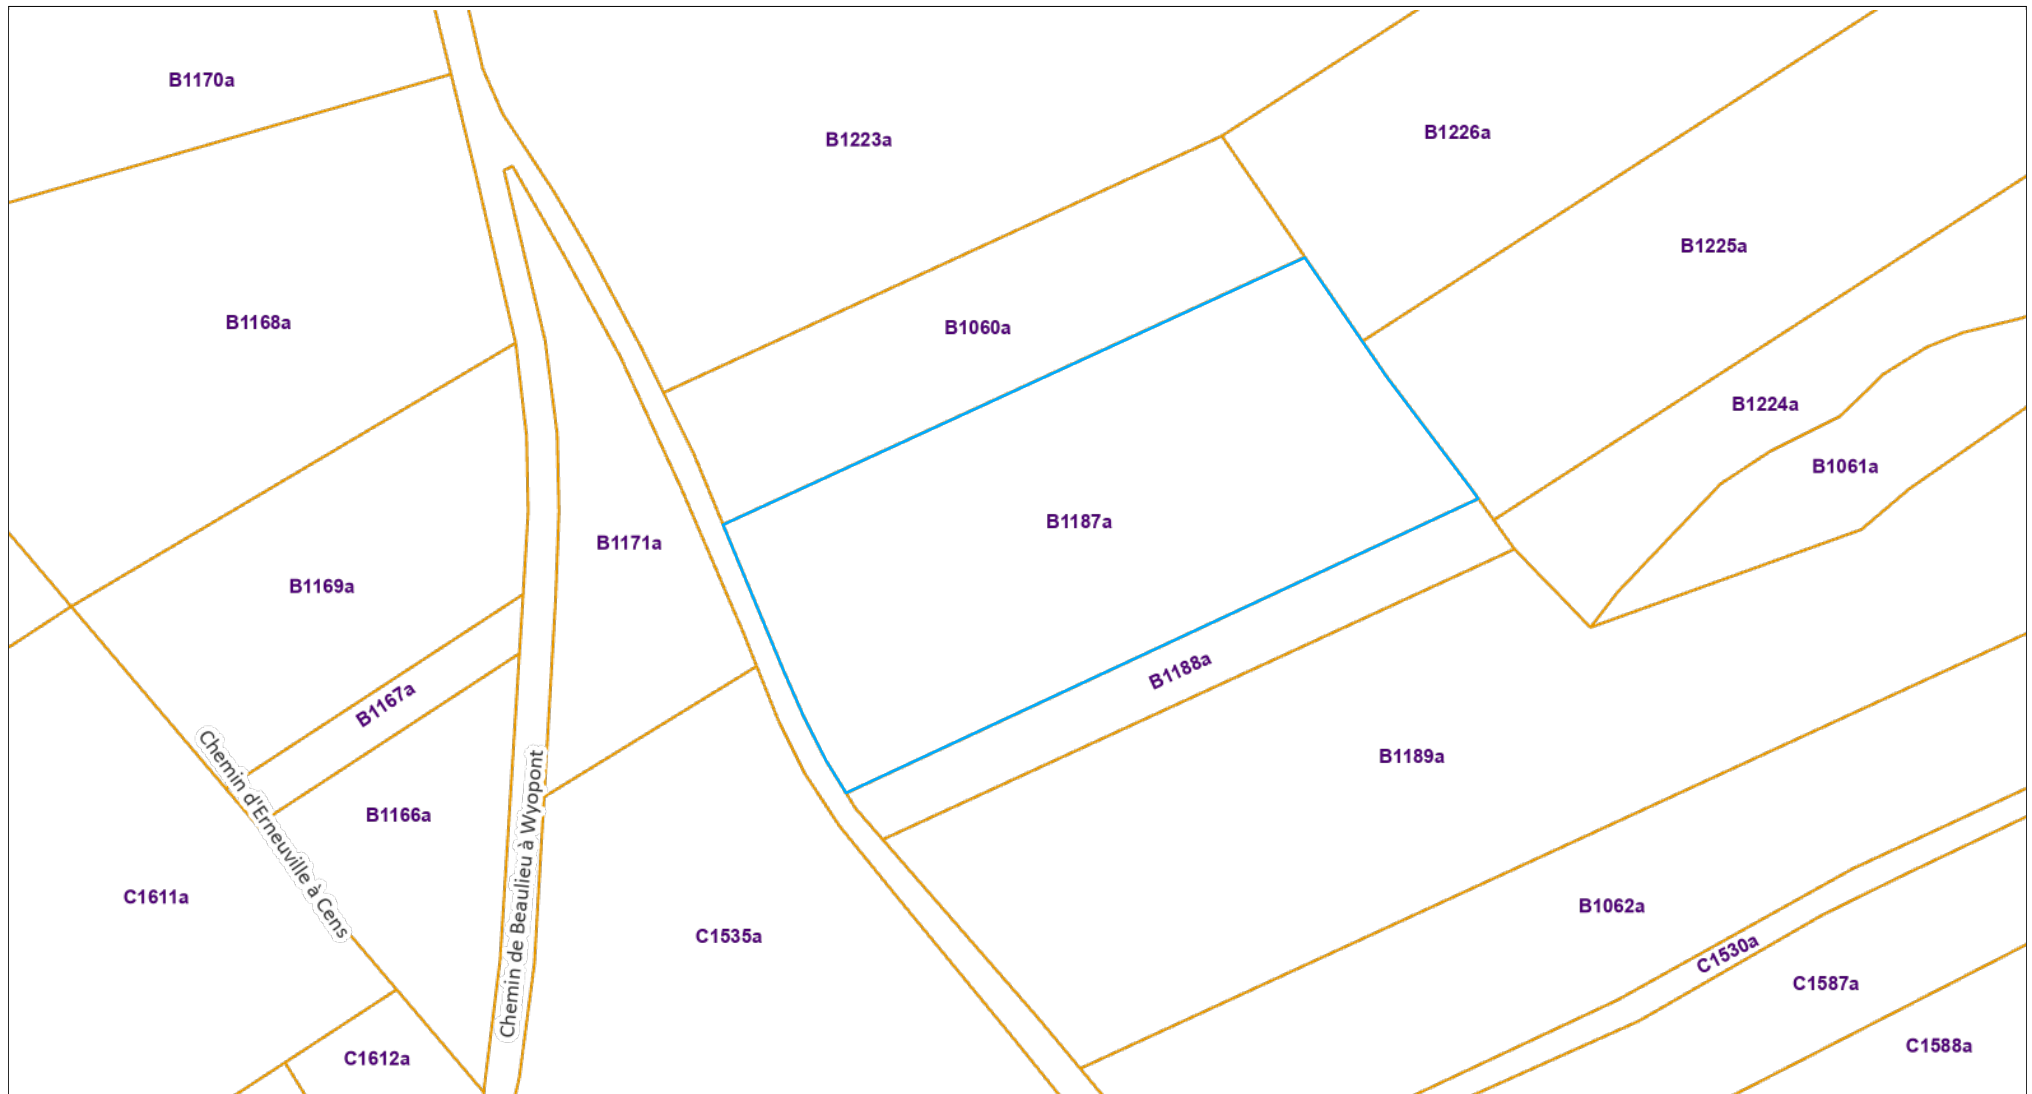 B1170a
B1223a
B1226a
B1225a
B1168a
B1060a
B1224a
B1061a
B1187a
B1171a
B1169a
B1188a
B1167a
B1189a
Chemin d'Erneuville à Cens
Chemin de Beaulieu à Wyopont
B1166a
C1611a
B1062a
C1535a
C1530a
C1587a
C1588a
C1612a